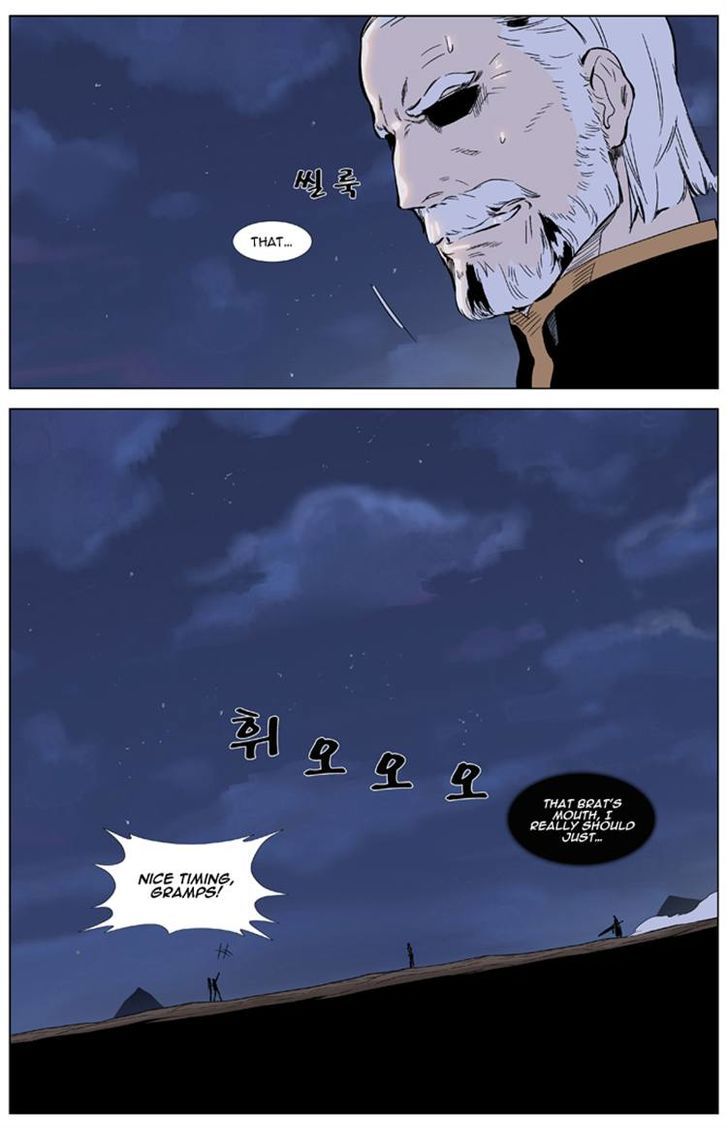 씰룩
THAT...
휘오오오
THAT BRAT'S
MOUTH, I
REALLY SHOULD
JUST...
NICE TIMING,
GRAMPS!